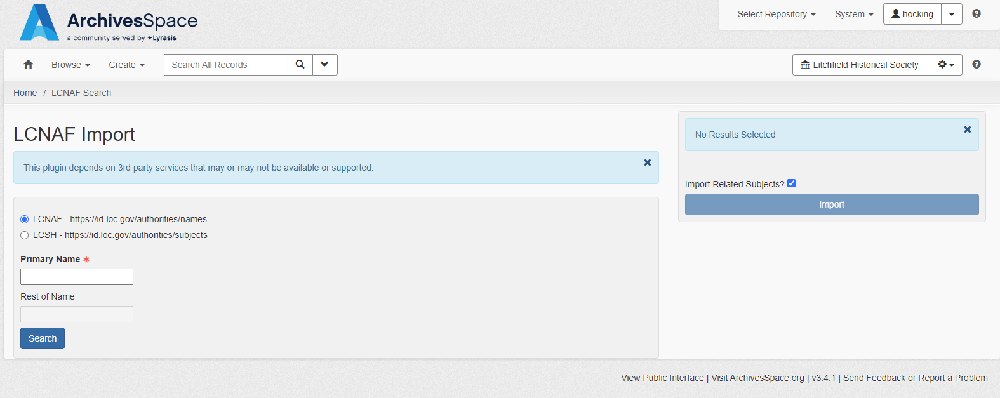 ArchivesSpace
a community served by Lyrasis
Select Repository
System
hocking
Browse
Create
Search All Records
Litchfield Historical Society
Home / LCNAF Search
LCNAF Import
This plugin depends on 3rd party services that may or may not be available or supported.
LCNAF - https://id.loc.gov/authorities/names
LCSH - https://id.loc.gov/authorities/subjects
Primary Name *
Rest of Name
Search
No Results Selected
Import Related Subjects?
Import
View Public Interface | Visit ArchivesSpace.org | v3.4.1 | Send Feedback or Report a Problem